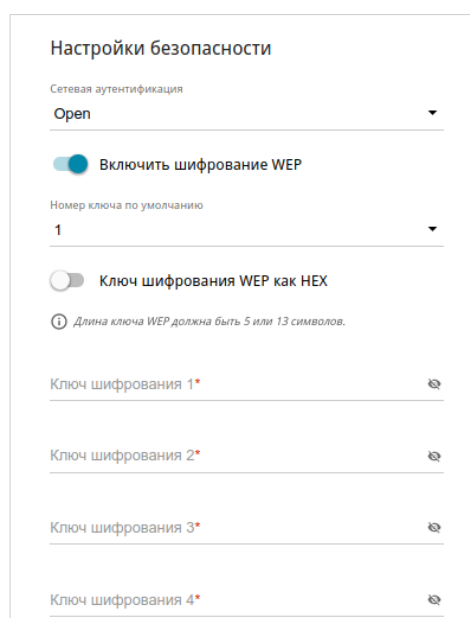 Настройки безопасности
Сетевая аутентификация
Open
Включить шифрование WEP
Номер ключа по умолчанию
1
Ключ шифрования WEP как HEX
Длина ключа WEP должна быть 5 или 13 символов.
Ключ шифрования 1*
Ключ шифрования 2*
Ключ шифрования 3*
Ключ шифрования 4*